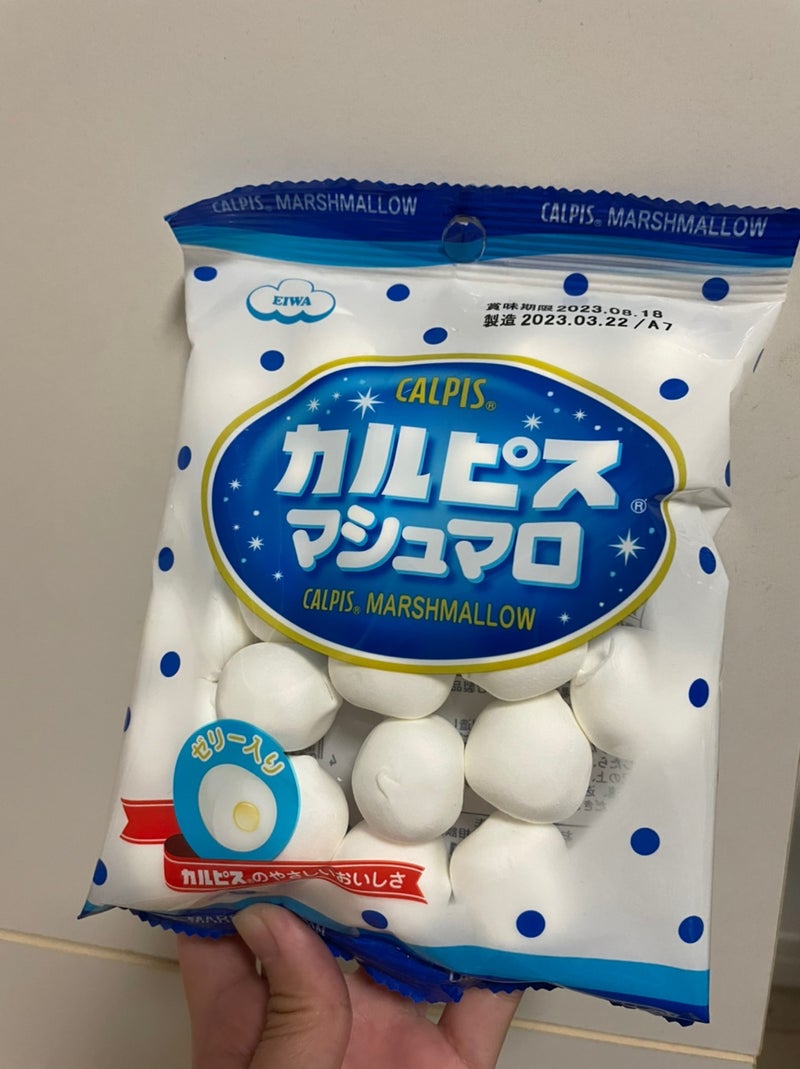 CALPIS® MARSHMALLOW
CALPIS® MARSHMALLOW
EIWA
賞味期限 2023.08.18
製造 2023.03.22 /A7
CALPIS®
カルピス®
マシュマロ
CALPIS® MARSHMALLOW
ゼリー入り
カルピス®のやさしいおいしさ